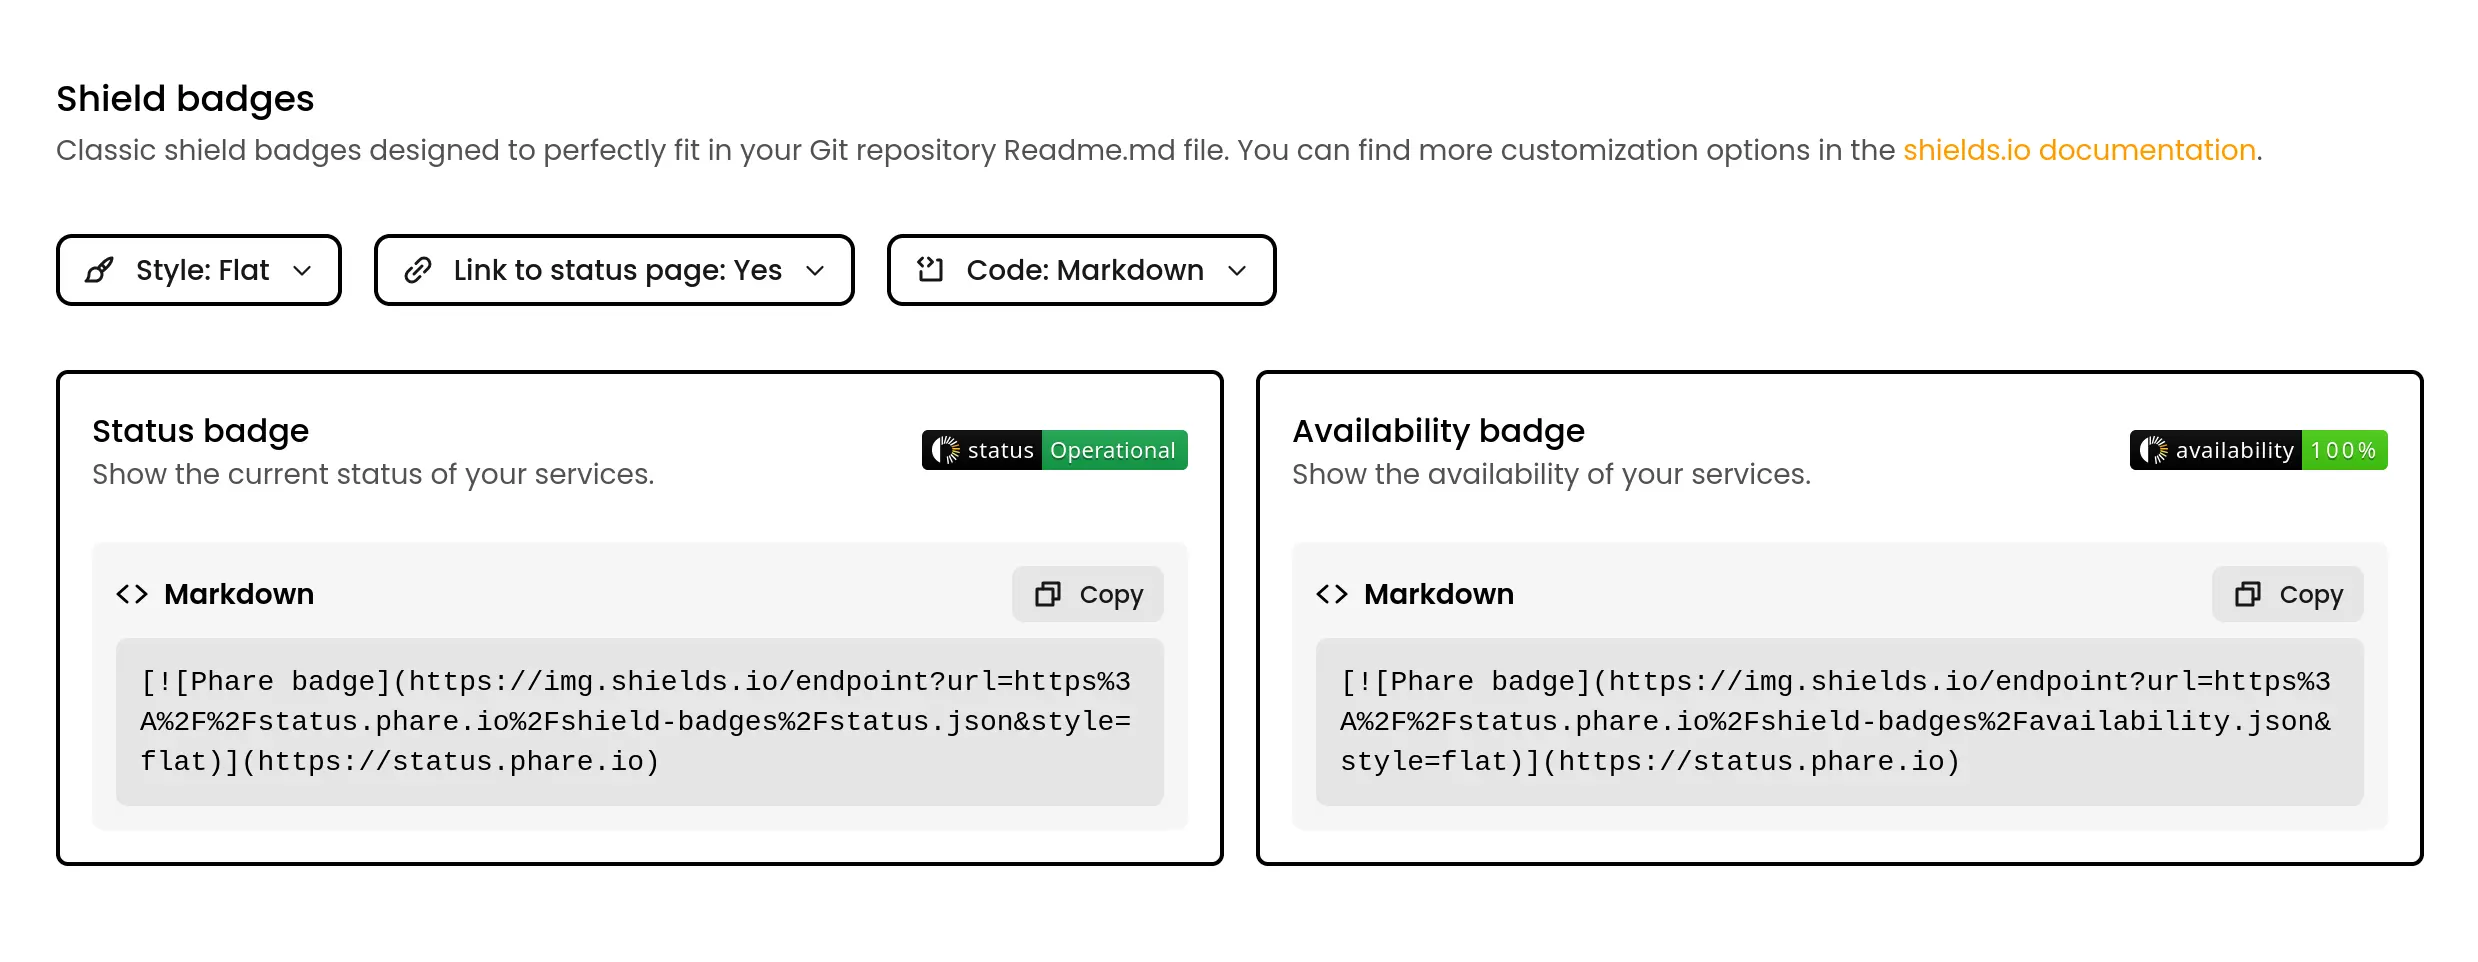 Shield badges
Classic shield badges designed to perfectly fit in your Git repository Readme.md file. You can find more customization options in the shields.io documentation.
Style: Flat
Link to status page: Yes
Code: Markdown
Status badge
Show the current status of your services.
status Operational
Markdown
Copy
[![Phare badge](https://img.shields.io/endpoint?url=https%3
A%2F%2Fstatus.phare.io%2Fshield-badges%2Fstatus.json&style=
flat)](https://status.phare.io)
Availability badge
Show the availability of your services.
availability 100%
Markdown
Copy
[![Phare badge](https://img.shields.io/endpoint?url=https%3
A%2F%2Fstatus.phare.io%2Fshield-badges%2Favailability.json&
style=flat)](https://status.phare.io)